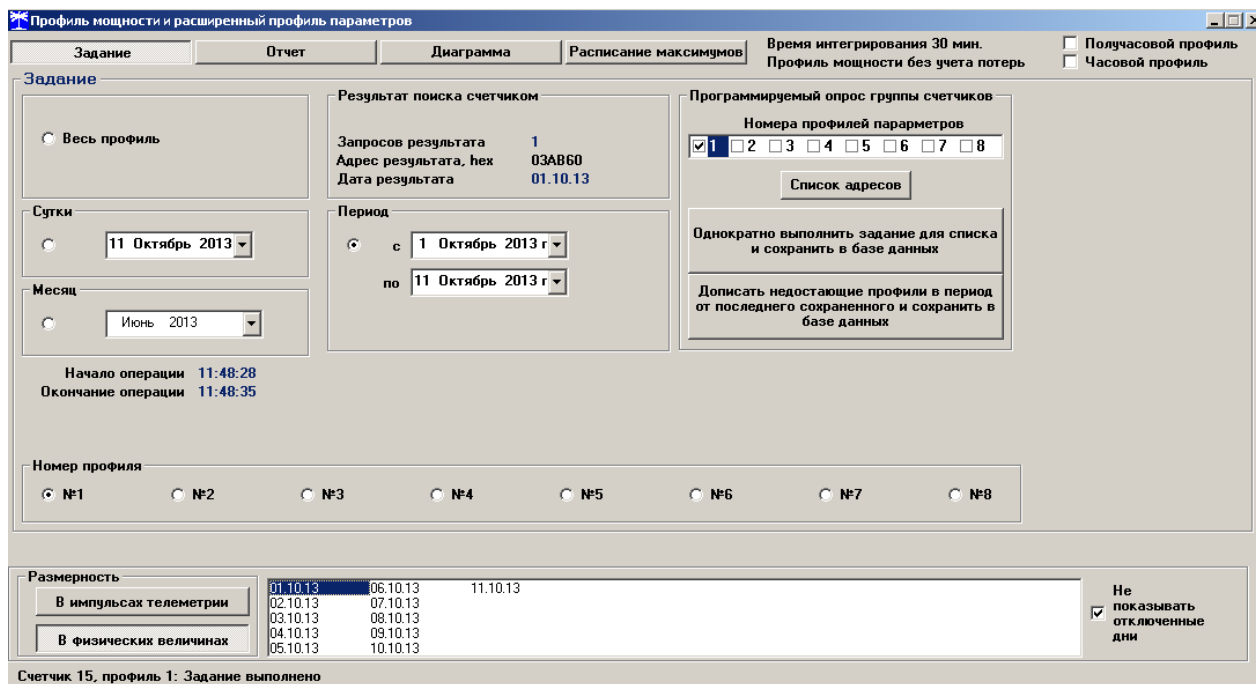 Профиль мощности и расширенный профиль параметров
Задание
Отчет
Диаграмма
Расписание максимумов
Время интегрирования 30 мин.
Профиль мощности без учета потерь
Получасовой профиль
Часовой профиль
Задание
Весь профиль
Результат поиска счетчиком
Запросов результата 1
Адрес результата, hex 03AB60
Дата результата 01.10.13
Программируемый опрос группы счетчиков
Номера профилей парарметров
1 2 3 4 5 6 7 8
Список адресов
Однократно выполнить задание для списка
и сохранить в базе данных
Дописать недостающие профили в период
от последнего сохраненного и сохранить в
базе данных
Сутки
11 Октябрь 2013
Период
с 1 Октябрь 2013 г
по 11 Октябрь 2013 г
Месяц
Июнь 2013
Начало операции 11:48:28
Окончание операции 11:48:35
Номер профиля
№1 №2 №3 №4 №5 №6 №7 №8
Размерность
В импульсах телеметрии
В физических величинах
01.10.13 06.10.13 11.10.13
02.10.13 07.10.13
03.10.13 08.10.13
04.10.13 09.10.13
05.10.13 10.10.13
Не
показывать
отключенные
дни
Счетчик 15, профиль 1: Задание выполнено